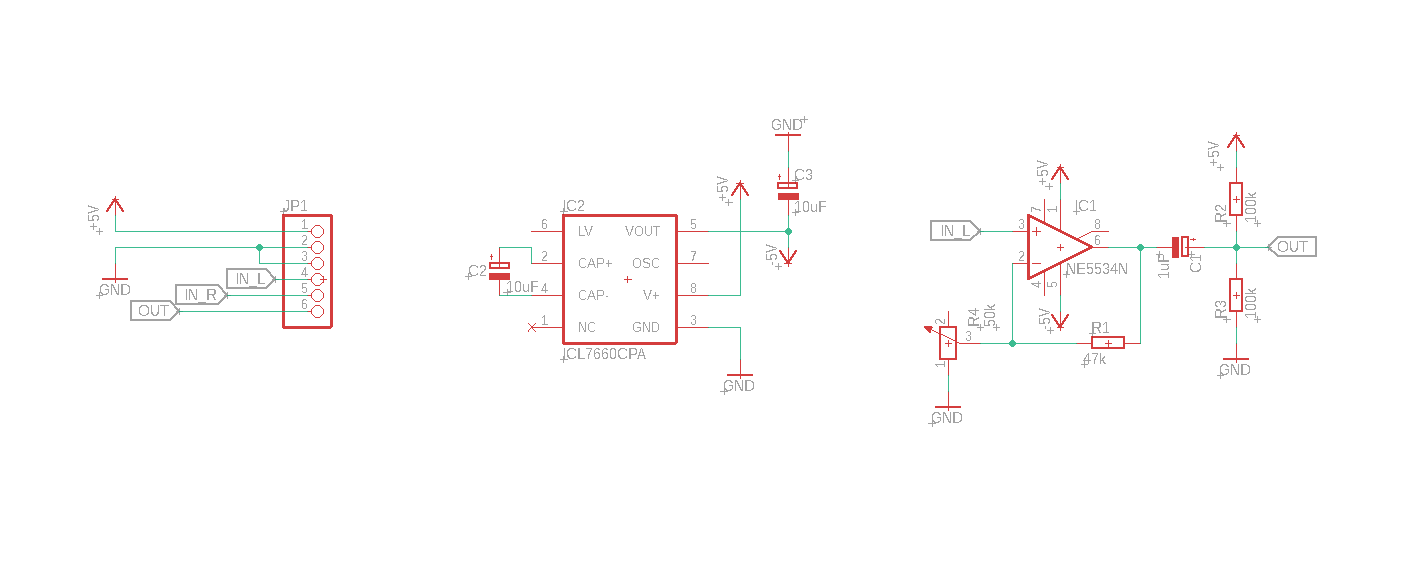 +5V
GND
IN_L
IN_R
OUT
JP1
1
2
3
4
5
6
IC2
6
LV
2
CAP+
4
CAP-
1
NC
VOUT
5
OSC
7
V+
8
GND
3
ICL7660CPA
C2
10uF
+5V
GND
C3
10uF
-5V
GND
IN_L
3
2
+5V
7
1
IC1
8
6
NE5534N
4
5
-5V
R4
50k
2
3
1
GND
R1
47k
1uF
C1
+5V
R2
100k
OUT
R3
100k
GND